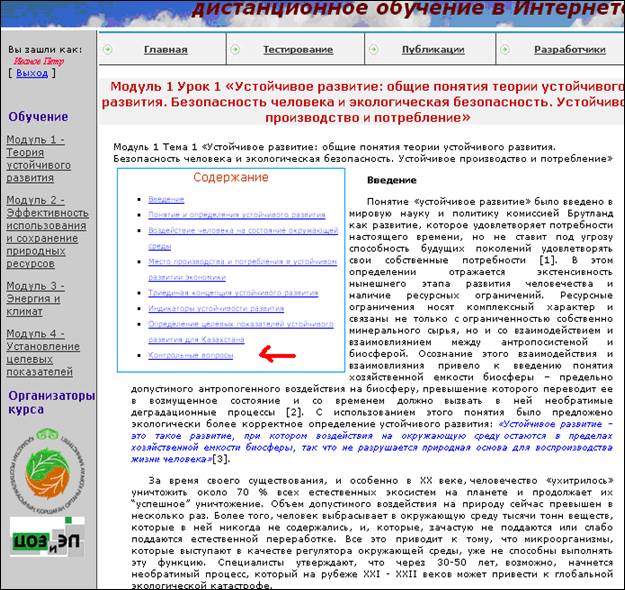 дистанционное обучение в Интернет
Вы зашли как:
Иванов Петр
[ Выход ]
Главная
Тестирование
Публикации
Разработчики
Обучение
Модуль 1 -
Теория
устойчивого
развития
Модуль 2 -
Эффективность
использования
и сохранение
природных
ресурсов
Модуль 3 -
Энергия и
климат
Модуль 4 -
Установление
целевых
показателей
Организаторы
курса
ЦОЗ и ЭП
Модуль 1 Урок 1 «Устойчивое развитие: общие понятия теории устойчивого
развития. Безопасность человека и экологическая безопасность. Устойчиво
производство и потребление»
Модуль 1 Тема 1 «Устойчивое развитие: общие понятия теории устойчивого развития.
Безопасность человека и экологическая безопасность. Устойчивое производство и потребление»
Содержание
Введение
Понятие и определения устойчивого развития
Воздействие человека на состояние окружающей
среды
Место производства и потребления в устойчивом
развитии экономики
Триединая концепция устойчивого развития
Индикаторы устойчивости развития
Определение целевых показателей устойчивого
развития для Казахстана
Контрольные вопросы
Введение
Понятие «устойчивое развитие» было введено в
мировую науку и политику комиссией Брутланд
как развитие, которое удовлетворяет потребности
настоящего времени, но не ставит под угрозу
способность будущих поколений удовлетворять
свои собственные потребности [1]. В этом
определении отражается экстенсивность
нынешнего этапа развития человечества и
наличие ресурсных ограничений. Ресурсные
ограничения носят комплексный характер и
связаны не только с ограниченностью собственно
минерального сырья, но и со взаимодействием и
взаимовлиянием между антропосистемой и
биосферой. Осознание этого взаимодействия и
взаимовлияния привело к введению понятия
хозяйственной емкости биосферы – предельно
допустимого антропогенного воздействия на биосферу, превышение которого переводит ее
в возмущенное состояние и со временем должно вызвать в ней необратимые
деградационные процессы [2]. С использованием этого понятия было предложено
экологически более корректное определение устойчивого развития: «Устойчивое развитие –
это такое развитие, при котором воздействия на окружающую среду остаются в пределах
хозяйственной емкости биосферы, так что не разрушается природная основа для воспроизводства
жизни человека»[3].
За время своего существования, и особенно в XX веке, человечество «ухитрилось»
уничтожить около 70 % всех естественных экосистем на планете и продолжает их
“успешное” уничтожение. Объем допустимого воздействия на природу сейчас превышен в
несколько раз. Более того, человек выбрасывает в окружающую среду тысячи тонн веществ,
которые в ней никогда не содержались, и, которые, зачастую не поддаются или слабо
поддаются естественной переработке. Все это приводит к тому, что микроорганизмы,
которые выступают в качестве регулятора окружающей среды, уже не способны выполнять
эту функцию. Специалисты утверждают, что через 30-50 лет, возможно, начнется
необратимый процесс, который на рубеже XXI - XXII веков может привести к глобальной
экологической катастрофе.